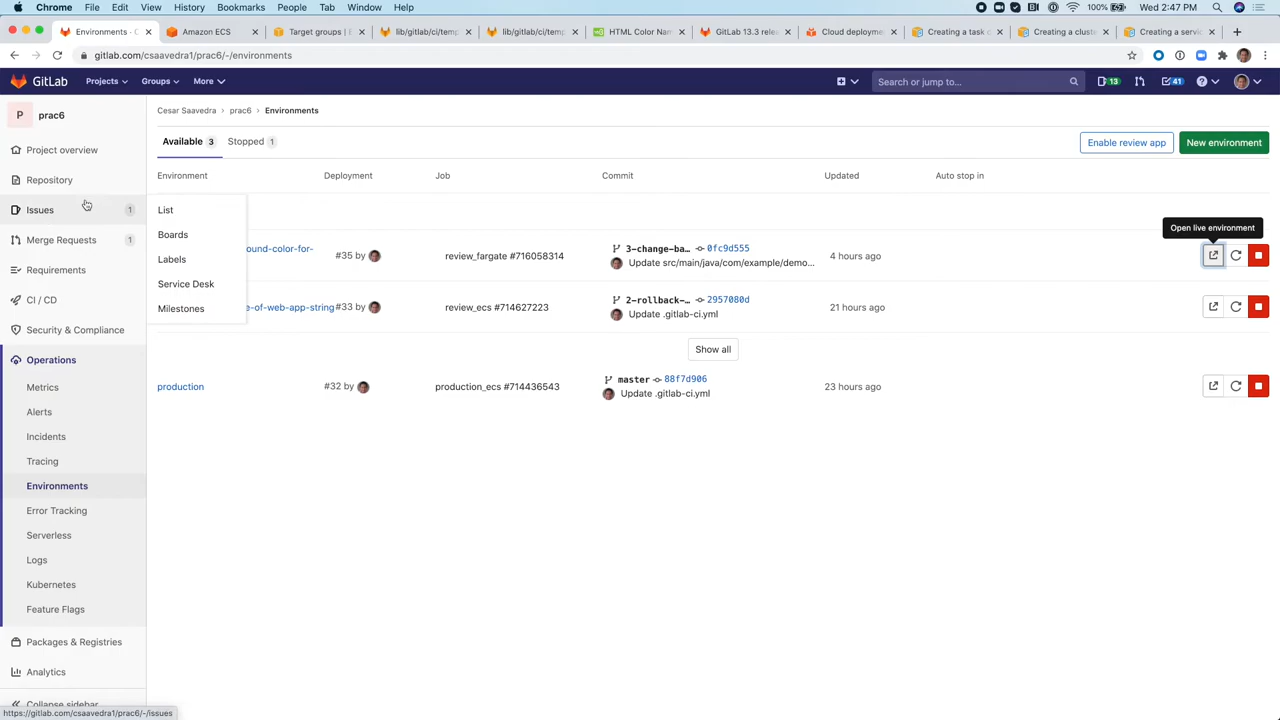 Chrome File Edit View History Bookmarks People Tab Window Help 100% Wed 2:47 PM
Environments · C Amazon ECS Target groups | E lib/gitlab/ci/temp lib/gitlab/ci/temp HTML Color Nam GitLab 13.3 relea Cloud deployme Creating a task d Creating a cluste Creating a servic
gitlab.com/csaavedra1/prac6/-/environments
GitLab Projects Groups More Search or jump to... 13 41
P prac6
Cesar Saavedra > prac6 > Environments
Project overview
Repository
Issues 1
Merge Requests 1
Requirements
CI / CD
Security & Compliance
Operations
Metrics
Alerts
Incidents
Tracing
Environments
Error Tracking
Serverless
Logs
Kubernetes
Feature Flags
Packages & Registries
Analytics
Collapse sidebar
List
Boards
Labels
Service Desk
Milestones
Available 3 Stopped 1 Enable review app New environment
Environment Deployment Job Commit Updated Auto stop in
Open live environment
ound-color-for- #35 by review_fargate #716058314 3-change-ba… 0fc9d555 4 hours ago
Update src/main/java/com/example/demo...
e-of-web-app-string #33 by review_ecs #714627223 2-rollback-… 2957080d 21 hours ago
Update .gitlab-ci.yml
Show all
production #32 by production_ecs #714436543 master 88f7d906 23 hours ago
Update .gitlab-ci.yml
https://gitlab.com/csaavedra1/prac6/-/issues